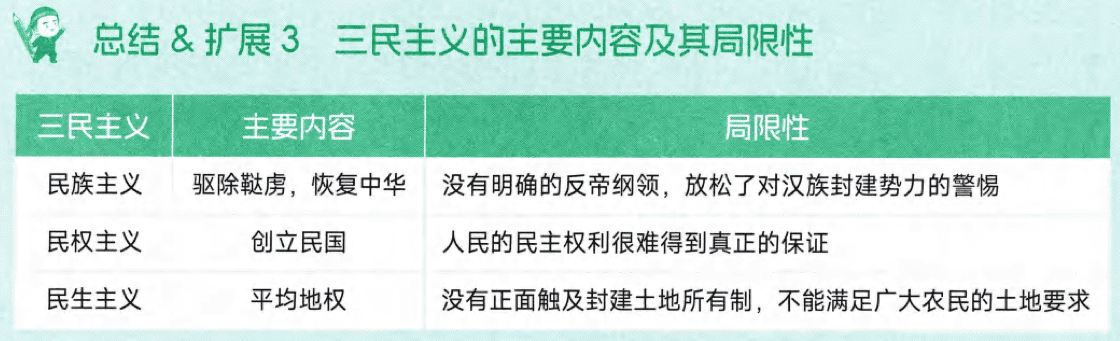 总结 & 扩展 3 三民主义的主要内容及其局限性
三民主义 主要内容 局限性
民族主义 驱除鞑虏，恢复中华 没有明确的反帝纲领，放松了对汉族封建势力的警惕
民权主义 创立民国 人民的民主权利很难得到真正的保证
民生主义 平均地权 没有正面触及封建土地所有制，不能满足广大农民的土地要求